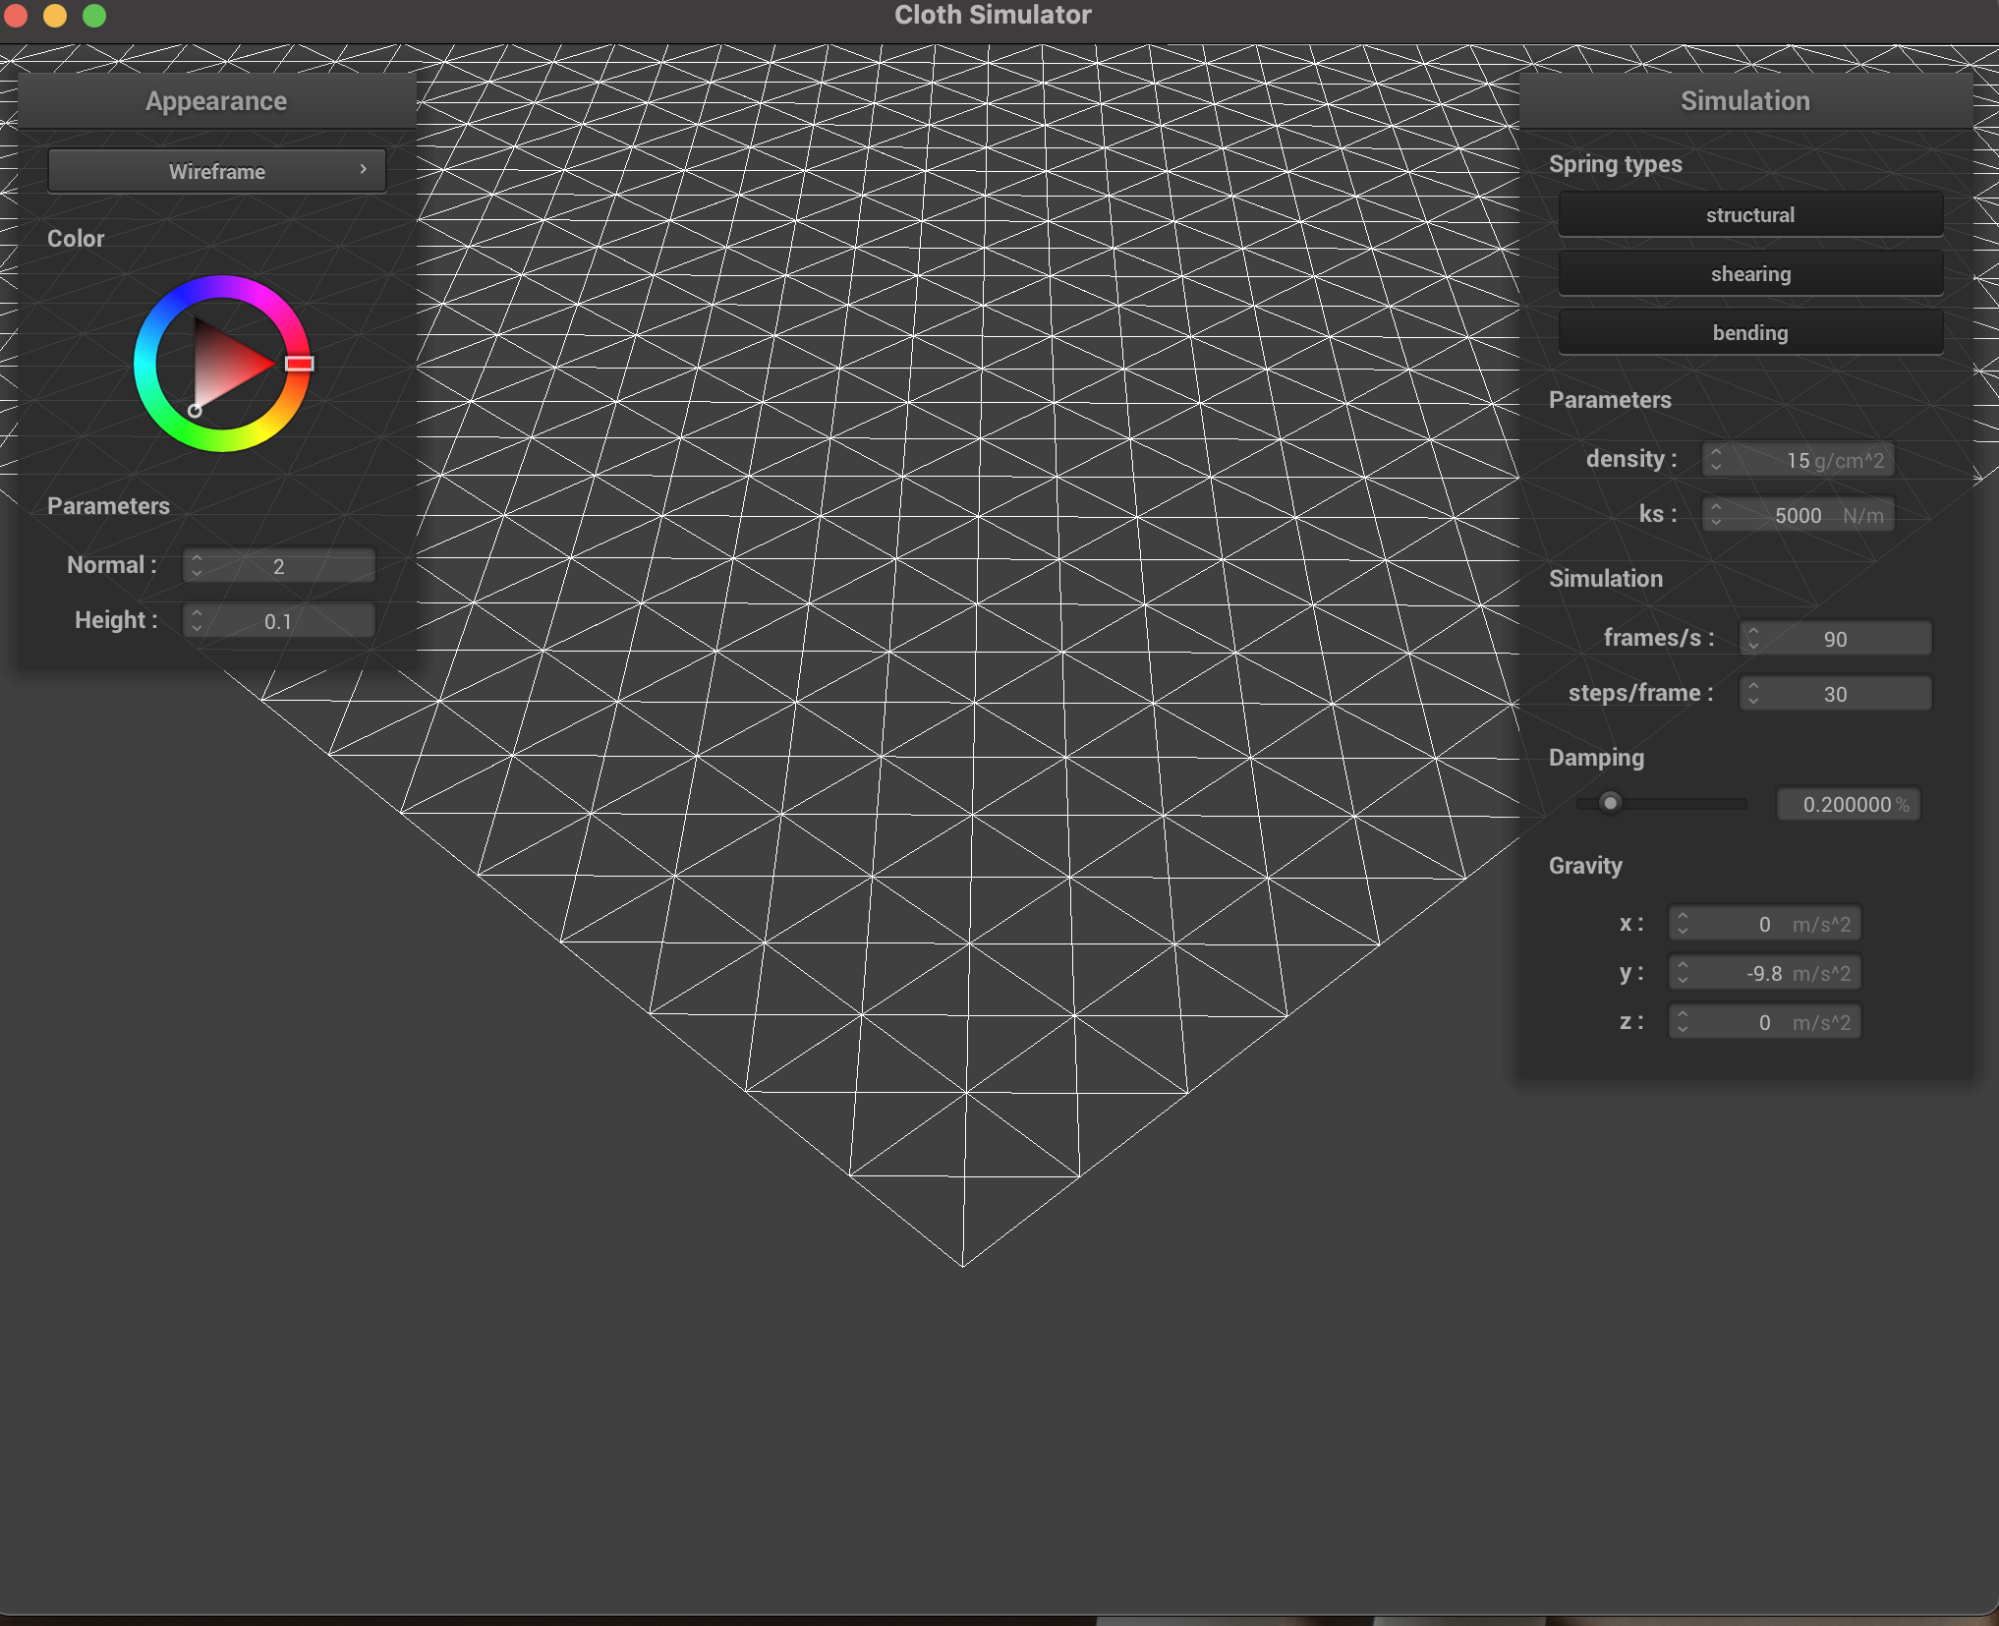 Cloth Simulator
Appearance
Wireframe
Color
Parameters
Normal : 2
Height : 0.1
Simulation
Spring types
structural
shearing
bending
Parameters
density : 15 g/cm^2
ks : 5000 N/m
Simulation
frames/s : 90
steps/frame : 30
Damping
0.200000 %
Gravity
x : 0 m/s^2
y : -9.8 m/s^2
z : 0 m/s^2